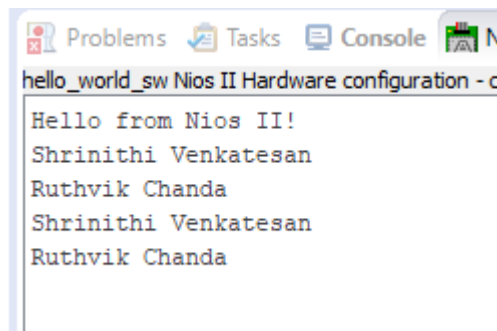 Problems Tasks Console
hello_world_sw Nios II Hardware configuration -
Hello from Nios II!
Shrinithi Venkatesan
Ruthvik Chanda
Shrinithi Venkatesan
Ruthvik Chanda